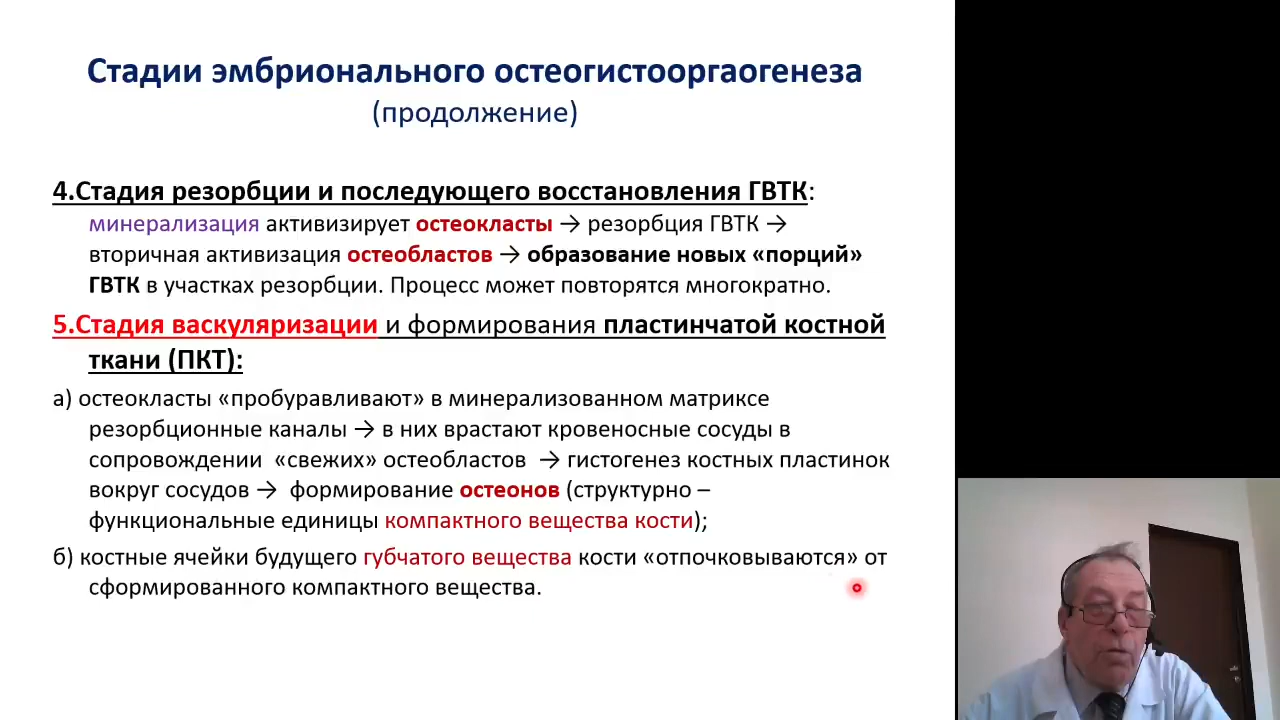 Стадии эмбрионального остеогистооргаогенеза
(продолжение)
4.Стадия резорбции и последующего восстановления ГВТК:
минерализация активизирует остеокласты → резорбция ГВТК →
вторичная активизация остеобластов → образование новых «порций»
ГВТК в участках резорбции. Процесс может повторятся многократно.
5.Стадия васкуляризации и формирования пластинчатой костной
ткани (ПКТ):
а) остеокласты «пробуравливают» в минерализованном матриксе
резорбционные каналы → в них врастают кровеносные сосуды в
сопровождении «свежих» остеобластов → гистогенез костных пластинок
вокруг сосудов → формирование остеонов (структурно –
функциональные единицы компактного вещества кости);
б) костные ячейки будущего губчатого вещества кости «отпочковываются» от
сформированного компактного вещества.